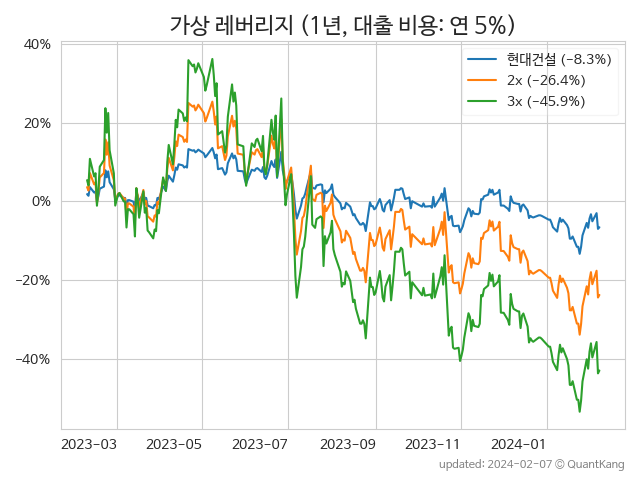 가상 레버리지 (1년, 대출 비용: 연 5%)
현대건설 (−8.3%)
2x (−26.4%)
3x (−45.9%)
40%
20%
0%
−20%
−40%
2023-03 2023-05 2023-07 2023-09 2023-11 2024-01
updated: 2024-02-07 © QuantKang